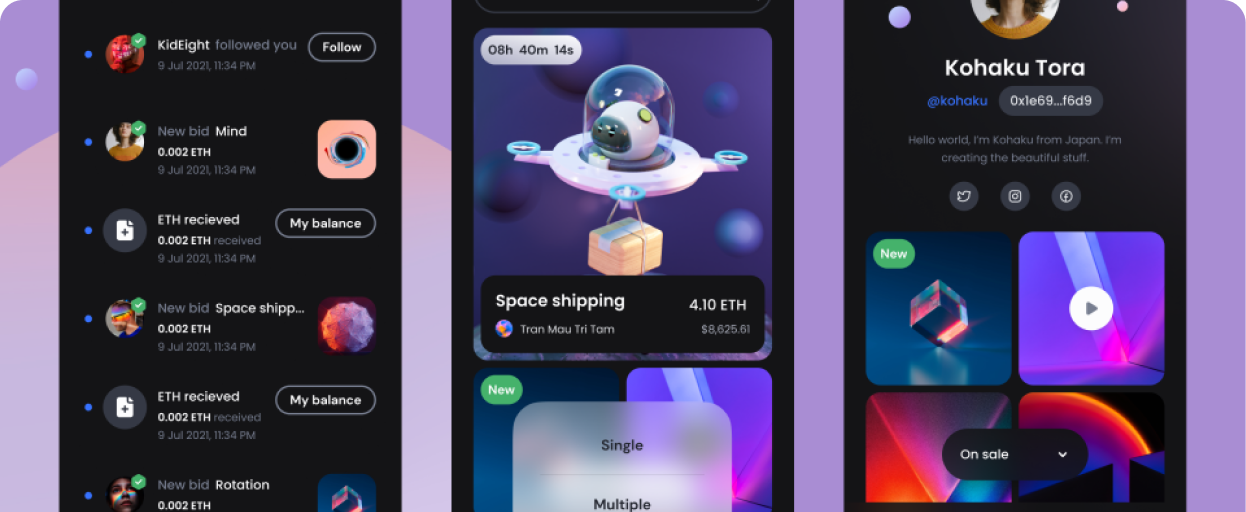 KidEight followed you
Follow
9 Jul 2021, 11:34 PM
New bid Mind
0.002 ETH
9 Jul 2021, 11:34 PM
ETH recieved
My balance
0.002 ETH received
9 Jul 2021, 11:34 PM
New bid Space shipp...
0.002 ETH
9 Jul 2021, 11:34 PM
ETH recieved
My balance
0.002 ETH received
9 Jul 2021, 11:34 PM
New bid Rotation
0.002 ETH
08h 40m 14s
Space shipping
4.10 ETH
Tran Mau Tri Tam
$8,625.61
New
Single
Multiple
Kohaku Tora
@kohaku
0x1e69...f6d9
Hello world, I'm Kohaku from Japan. I'm
creating the beautiful stuff.
New
On sale